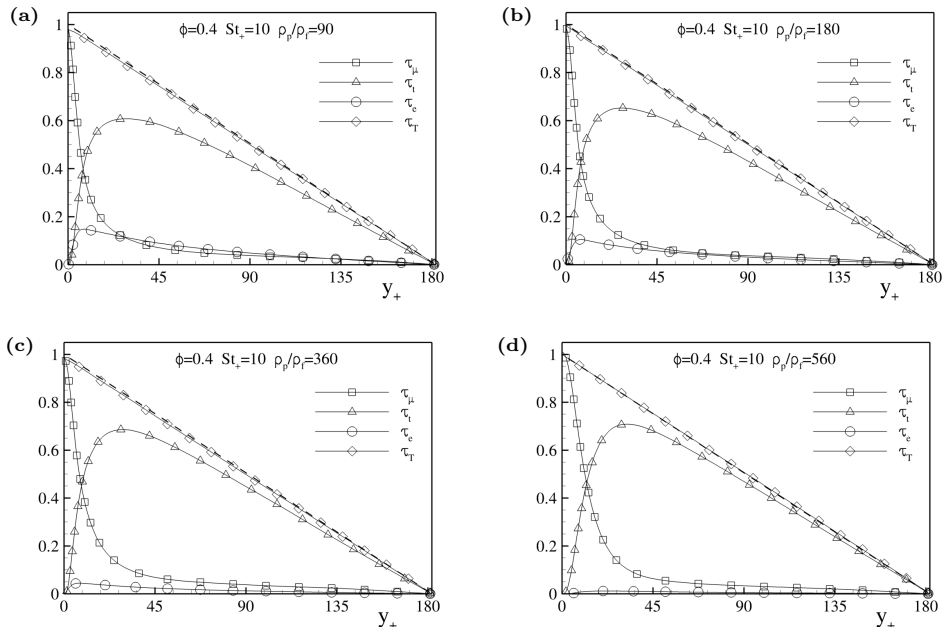 (a)
ϕ=0.4 St₊=10 ρₚ/ρf=90
τμ
τt
τe
τT
1
0.8
0.6
0.4
0.2
0
0 45 90 135 180
y₊
(b)
ϕ=0.4 St₊=10 ρₚ/ρf=180
τμ
τt
τe
τT
1
0.8
0.6
0.4
0.2
0
0 45 90 135 180
y₊
(c)
ϕ=0.4 St₊=10 ρₚ/ρf=360
τμ
τt
τe
τT
1
0.8
0.6
0.4
0.2
0
0 45 90 135 180
y₊
(d)
ϕ=0.4 St₊=10 ρₚ/ρf=560
τμ
τt
τe
τT
1
0.8
0.6
0.4
0.2
0
0 45 90 135 180
y₊